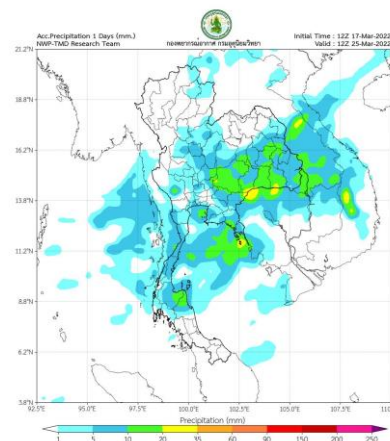 Acc.Precipitation 1 Days (mm.)
NWP-TMD Research Team
กองพยากรณ์อากาศ กรมอุตุนิยมวิทยา
Initial Time : 12Z 17-Mar-2022
Valid : 12Z 25-Mar-2022
21.2°N
18.8°N
16.2°N
13.8°N
11.2°N
8.8°N
6.2°N
3.8°N
92.5°E 95.0°E 97.5°E 100.0°E 102.5°E 105.0°E 107.5°E 110
Precipitation (mm)
1 5 10 20 35 60 90 150 200 250